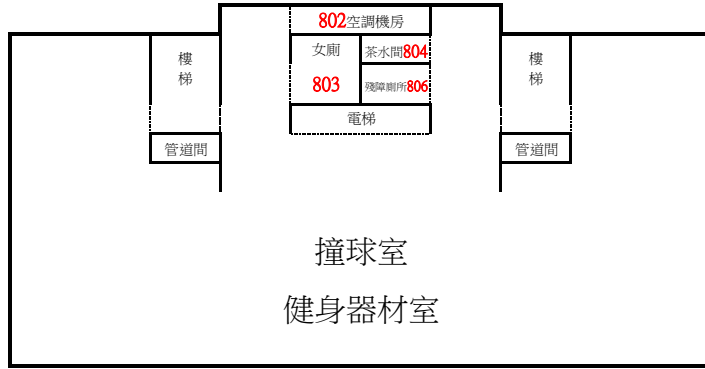 802空調機房
女廁
茶水間804
樓梯
樓梯
803
殘障廁所806
電梯
管道間
管道間
撞球室
健身器材室